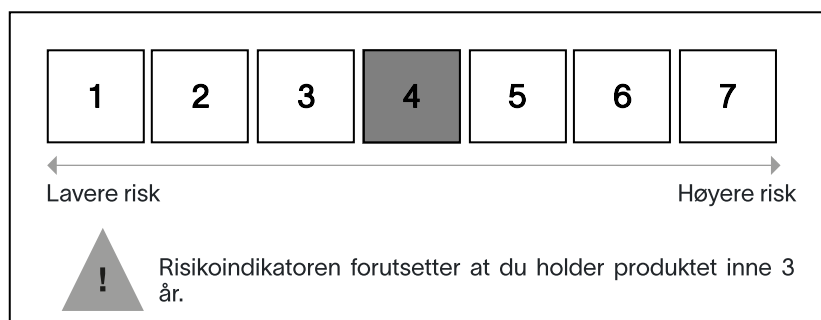 1 2 3 4 5 6 7
Lavere risk Høyere risk
! Risikoindikatoren forutsetter at du holder produktet inne 3
år.